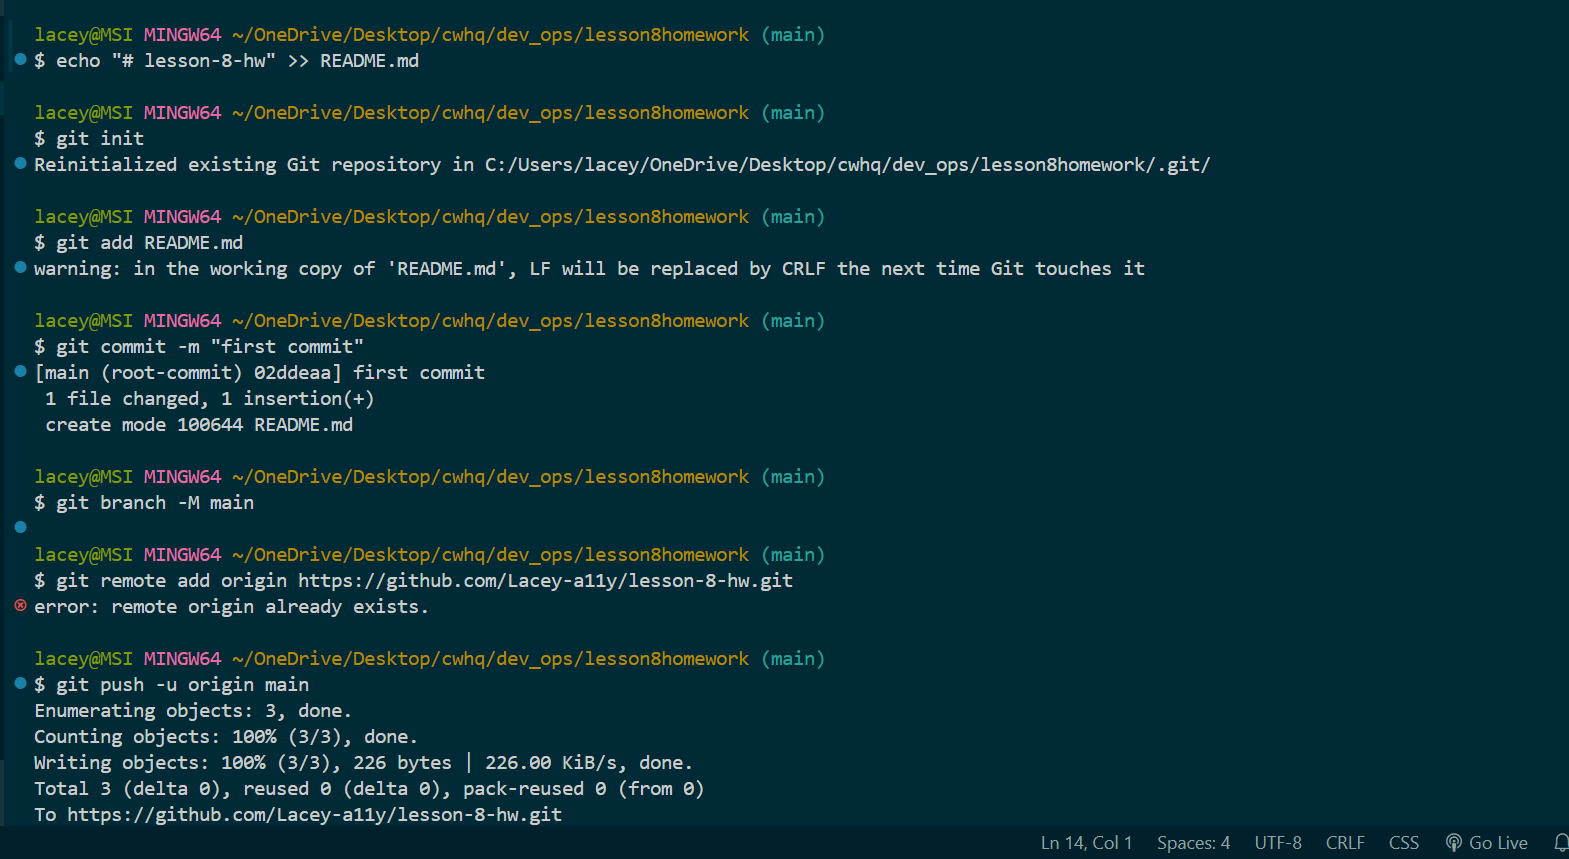 lacey@MSI MINGW64 ~/OneDrive/Desktop/cwhq/dev_ops/lesson8homework (main)
$ echo "# lesson-8-hw" >> README.md
lacey@MSI MINGW64 ~/OneDrive/Desktop/cwhq/dev_ops/lesson8homework (main)
$ git init
Reinitialized existing Git repository in C:/Users/lacey/OneDrive/Desktop/cwhq/dev_ops/lesson8homework/.git/
lacey@MSI MINGW64 ~/OneDrive/Desktop/cwhq/dev_ops/lesson8homework (main)
$ git add README.md
warning: in the working copy of 'README.md', LF will be replaced by CRLF the next time Git touches it
lacey@MSI MINGW64 ~/OneDrive/Desktop/cwhq/dev_ops/lesson8homework (main)
$ git commit -m "first commit"
[main (root-commit) 02ddeaa] first commit
 1 file changed, 1 insertion(+)
 create mode 100644 README.md
lacey@MSI MINGW64 ~/OneDrive/Desktop/cwhq/dev_ops/lesson8homework (main)
$ git branch -M main
lacey@MSI MINGW64 ~/OneDrive/Desktop/cwhq/dev_ops/lesson8homework (main)
$ git remote add origin https://github.com/Lacey-a11y/lesson-8-hw.git
error: remote origin already exists.
lacey@MSI MINGW64 ~/OneDrive/Desktop/cwhq/dev_ops/lesson8homework (main)
$ git push -u origin main
Enumerating objects: 3, done.
Counting objects: 100% (3/3), done.
Writing objects: 100% (3/3), 226 bytes | 226.00 KiB/s, done.
Total 3 (delta 0), reused 0 (delta 0), pack-reused 0 (from 0)
To https://github.com/Lacey-a11y/lesson-8-hw.git
Ln 14, Col 1 Spaces: 4 UTF-8 CRLF CSS Go Live